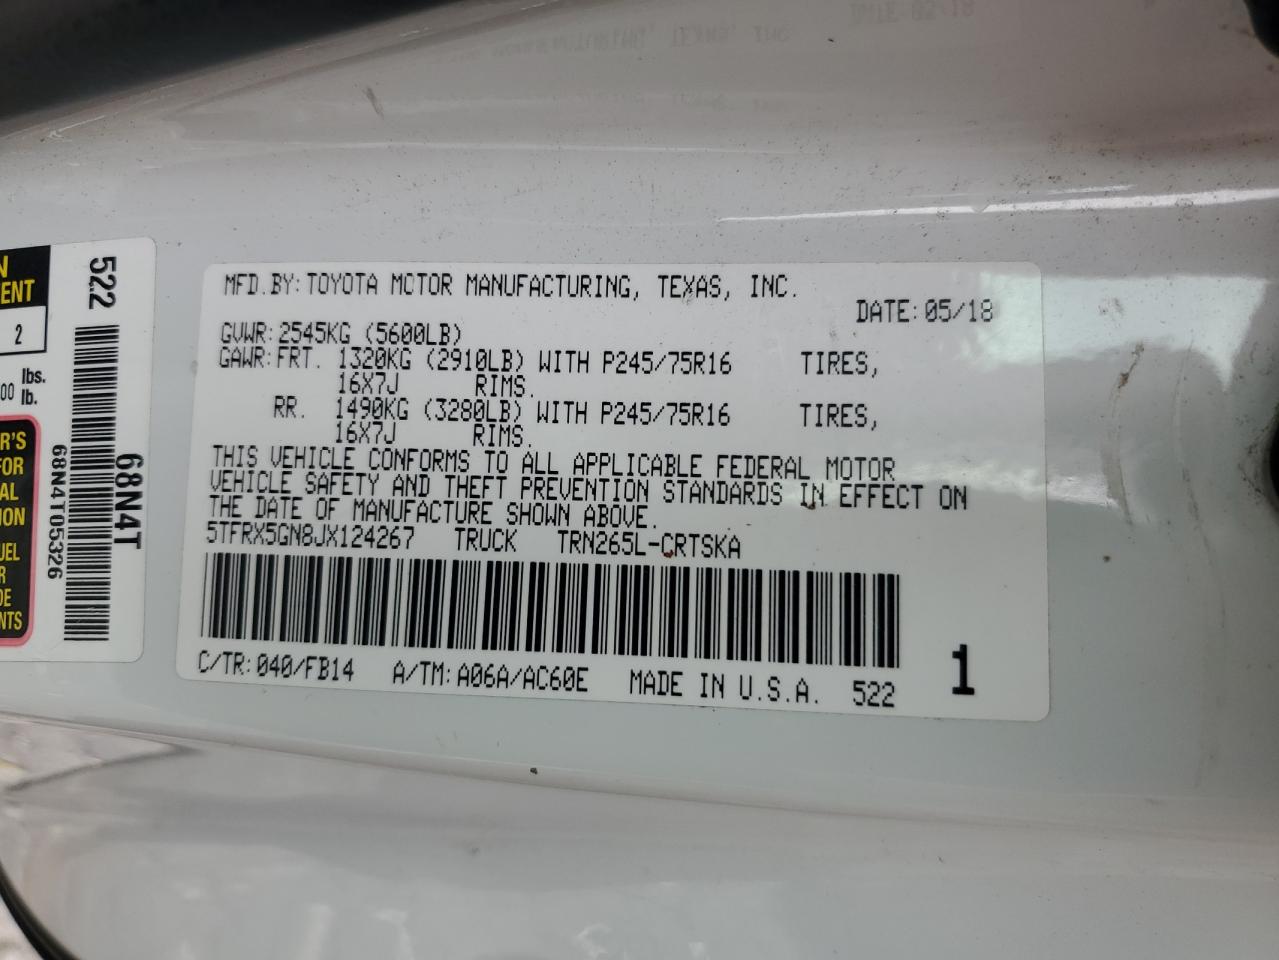 MFD.BY: TOYOTA MOTOR MANUFACTURING, TEXAS, INC.
DATE: 05/18
GVWR: 2545KG (5600LB)
GAWR: FRT. 1320KG (2910LB) WITH P245/75R16 TIRES,
16X7J RIMS.
RR. 1490KG (3280LB) WITH P245/75R16 TIRES,
16X7J RIMS.
THIS VEHICLE CONFORMS TO ALL APPLICABLE FEDERAL MOTOR
VEHICLE SAFETY AND THEFT PREVENTION STANDARDS IN EFFECT ON
THE DATE OF MANUFACTURE SHOWN ABOVE.
5TFRX5GN8JX124267 TRUCK TRN265L-CRTSKA
C/TR: 040/FB14 A/TM: A06A/AC60E MADE IN U.S.A. 522
1
522
68N4T
68N4T05326
2
lbs.
lb.